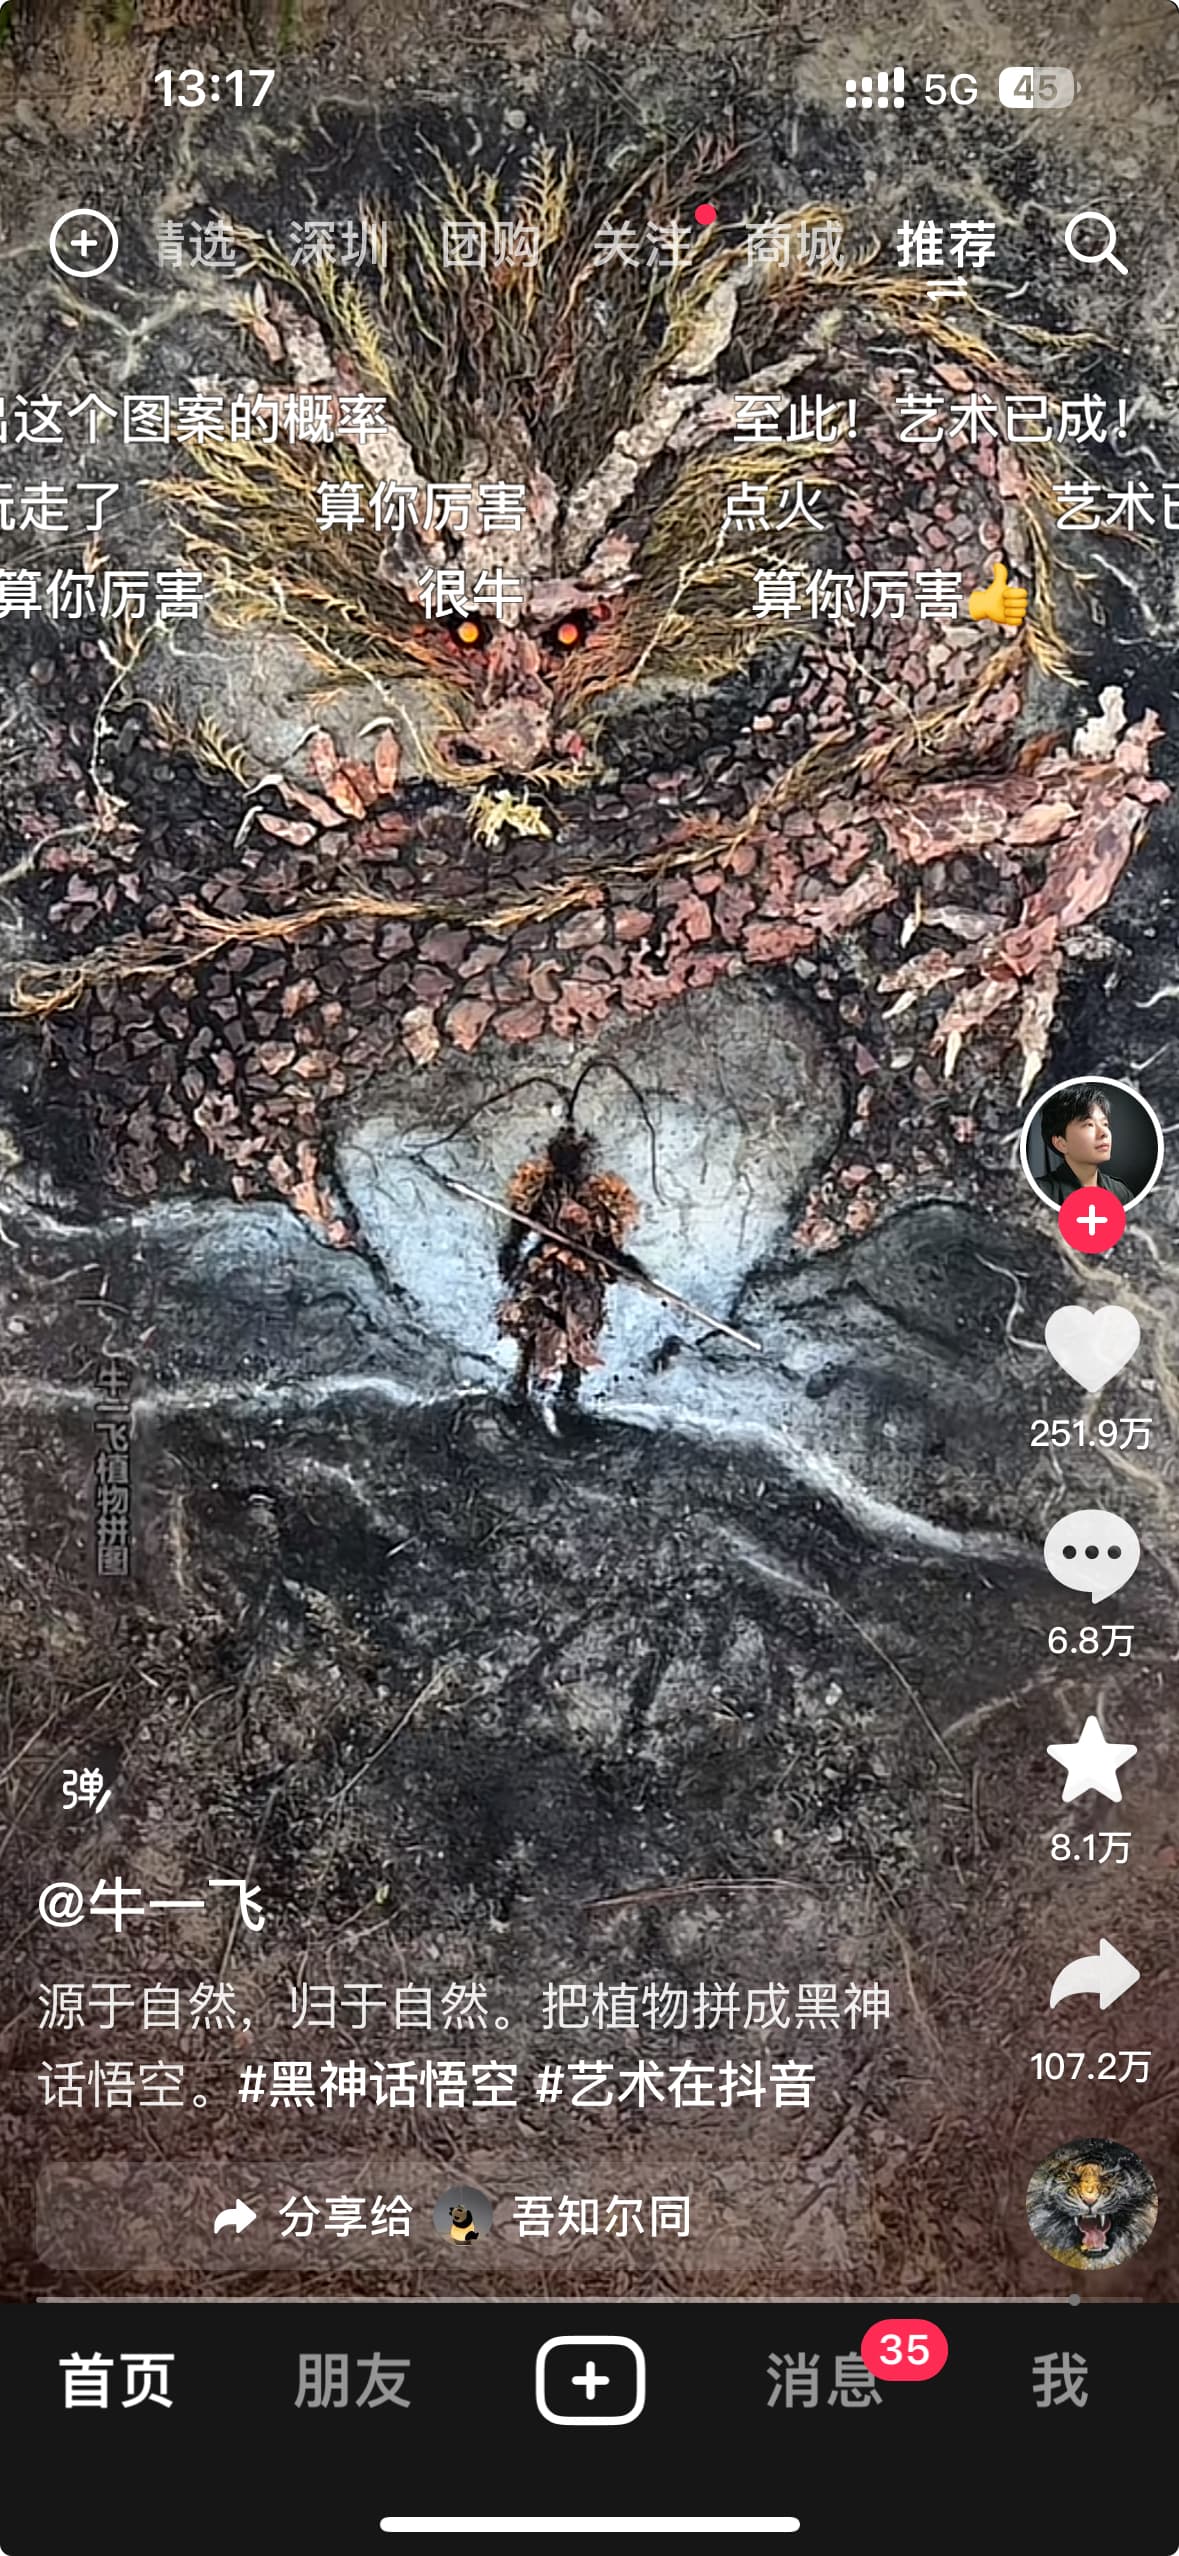 13:17 5G 45
精选 深圳 团购 关注 商城 推荐
出这个图案的概率 至此！艺术已成！
玩走了 算你厉害 点火 艺术已
算你厉害 很牛 算你厉害👍
251.9万
牛一飞植物拼图
6.8万
弹
8.1万
@牛一飞
源于自然，归于自然。把植物拼成黑神
话悟空。#黑神话悟空 #艺术在抖音
107.2万
分享给 吾知尔同
首页 朋友 消息 35 我